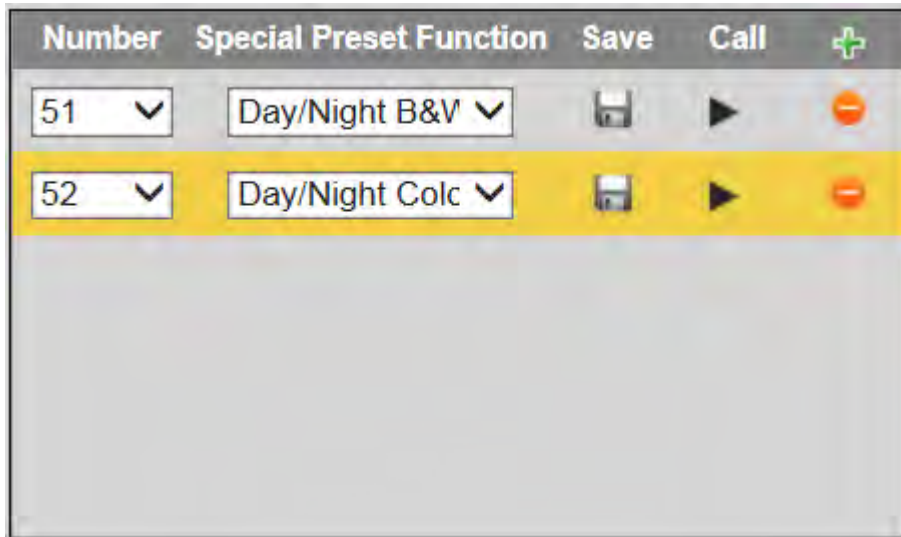 Number Special Preset Function Save Call
51 Day/Night B&W
52 Day/Night Colc